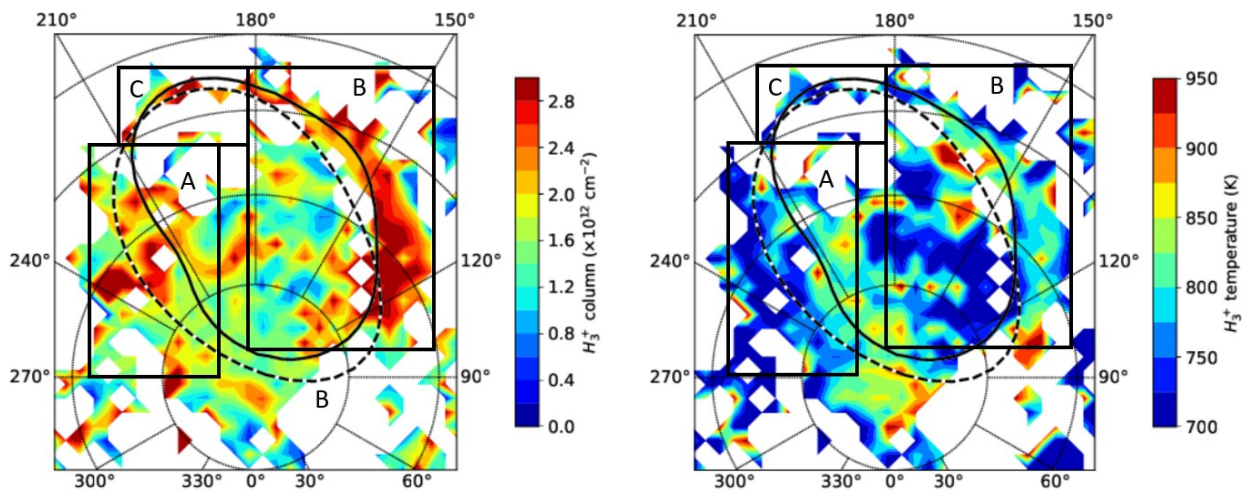 210° 180° 150°
C B
A
240° 120°
270° 90°
B
300° 330° 0° 30° 60°
2.8
2.4
2.0
1.6
1.2
0.8
0.4
0.0
H₃⁺ column (×10¹² cm⁻²)
210° 180° 150°
C B
A
240° 120°
270° 90°
300° 330° 0° 30° 60°
950
900
850
800
750
700
H₃⁺ temperature (K)